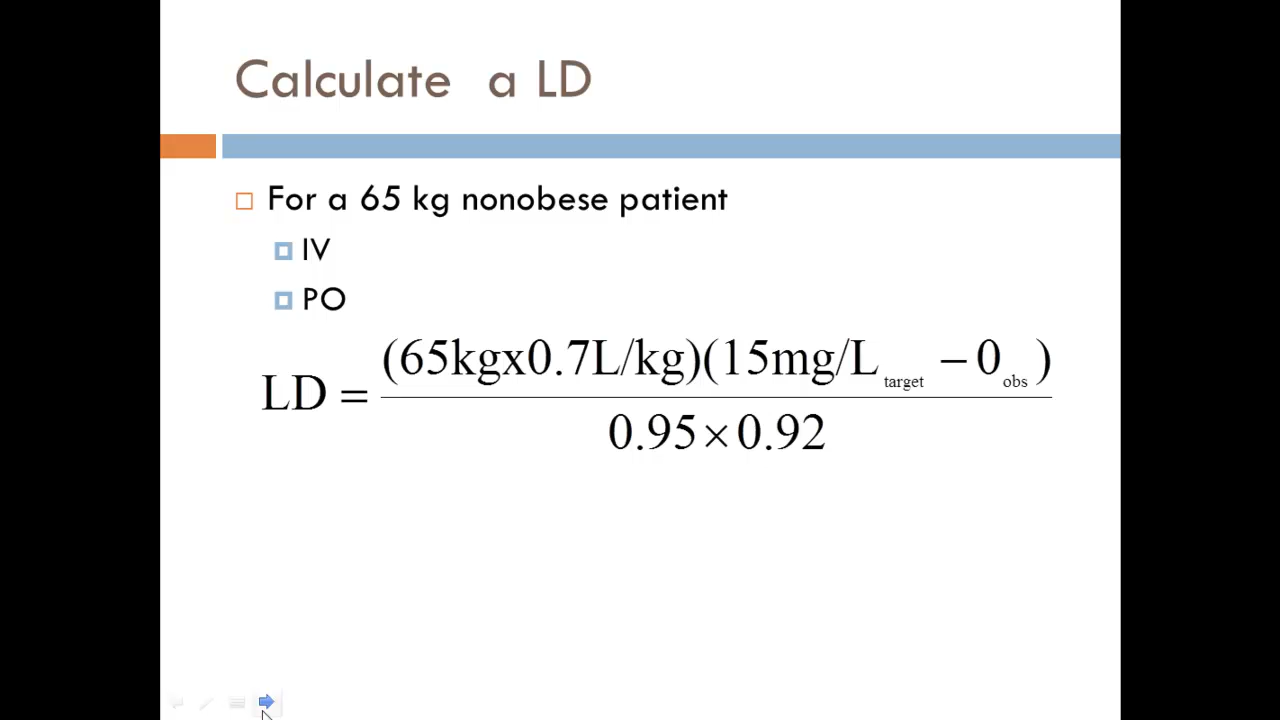 Calculate a LD
For a 65 kg nonobese patient
IV
PO
(65kgx0.7L/kg)(15mg/L target − 0 obs )
LD =
0.95×0.92